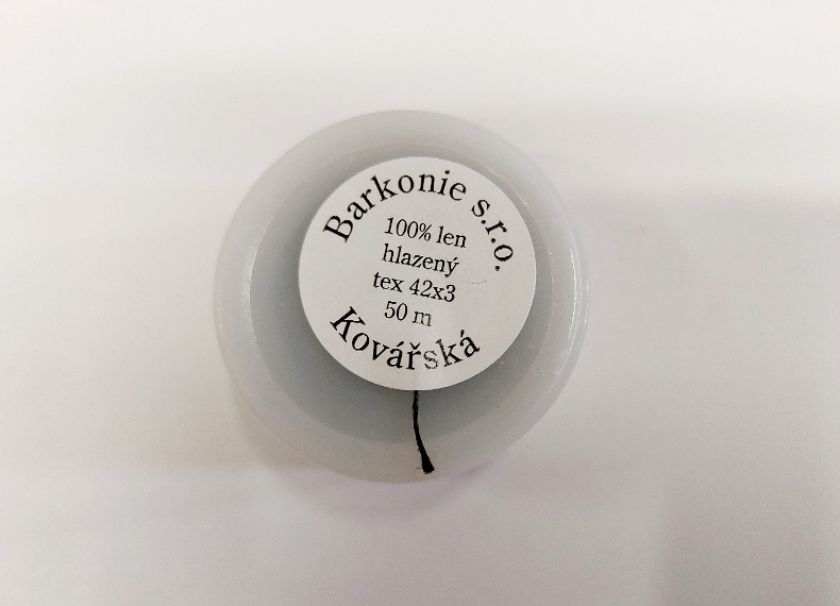 Barkonie s.r.o.
100% len
hlazený
tex 42x3
50 m
Kovářská